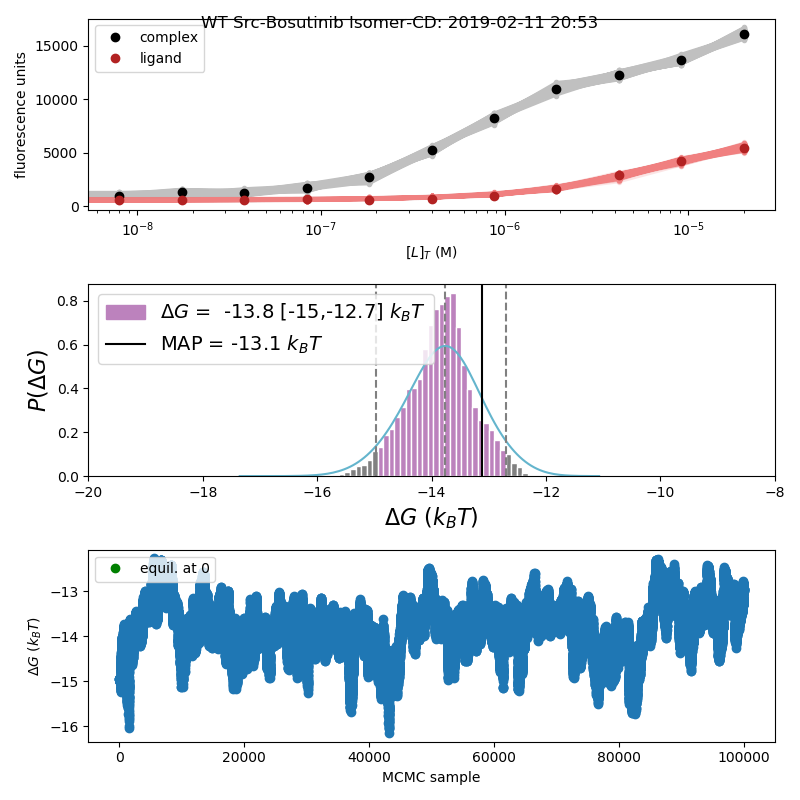 WT Src-Bosutinib Isomer-CD: 2019-02-11 20:53
complex
ligand
fluorescence units
15000
10000
5000
0
10⁻⁸ 10⁻⁷ 10⁻⁶ 10⁻⁵
[L]_T (M)
ΔG = -13.8 [-15,-12.7] k_BT
MAP = -13.1 k_BT
P(ΔG)
0.8
0.6
0.4
0.2
0.0
−20 −18 −16 −14 −12 −10 −8
ΔG (k_BT)
equil. at 0
ΔG (k_BT)
−13
−14
−15
−16
0 20000 40000 60000 80000 100000
MCMC sample